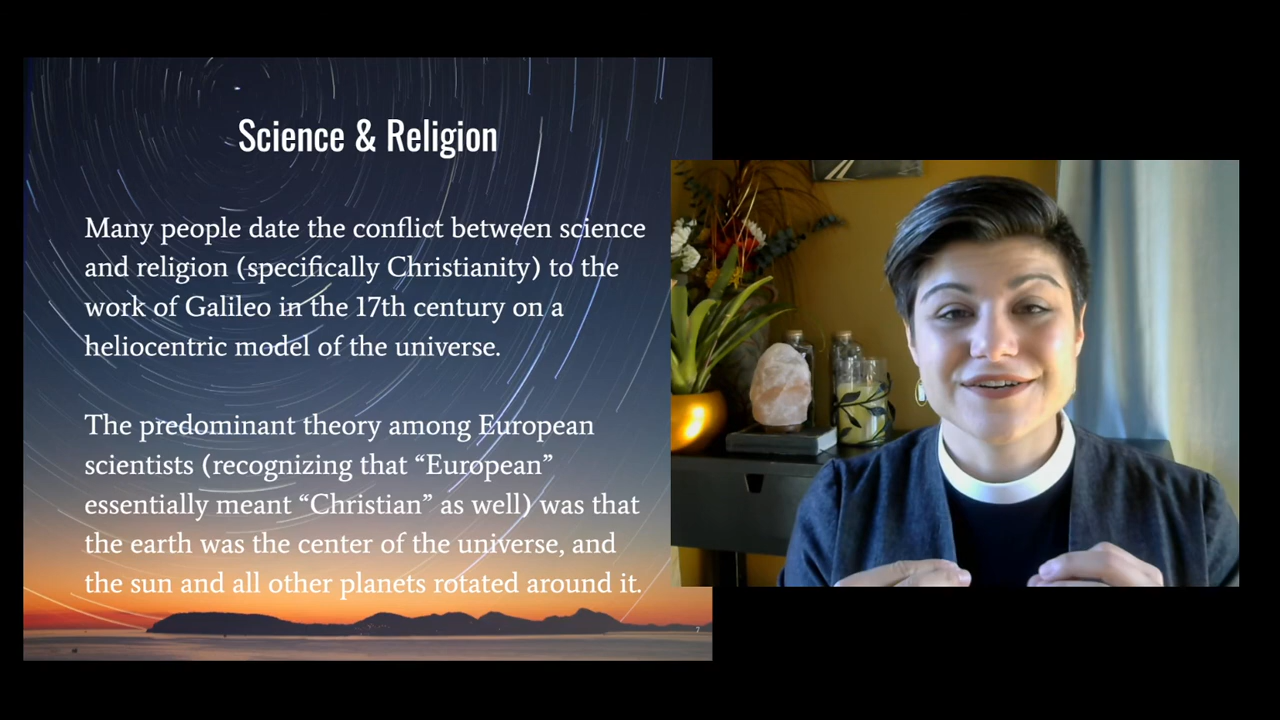 Science & Religion
Many people date the conflict between science
and religion (specifically Christianity) to the
work of Galileo in the 17th century on a
heliocentric model of the universe.
The predominant theory among European
scientists (recognizing that “European”
essentially meant “Christian” as well) was that
the earth was the center of the universe, and
the sun and all other planets rotated around it.
7